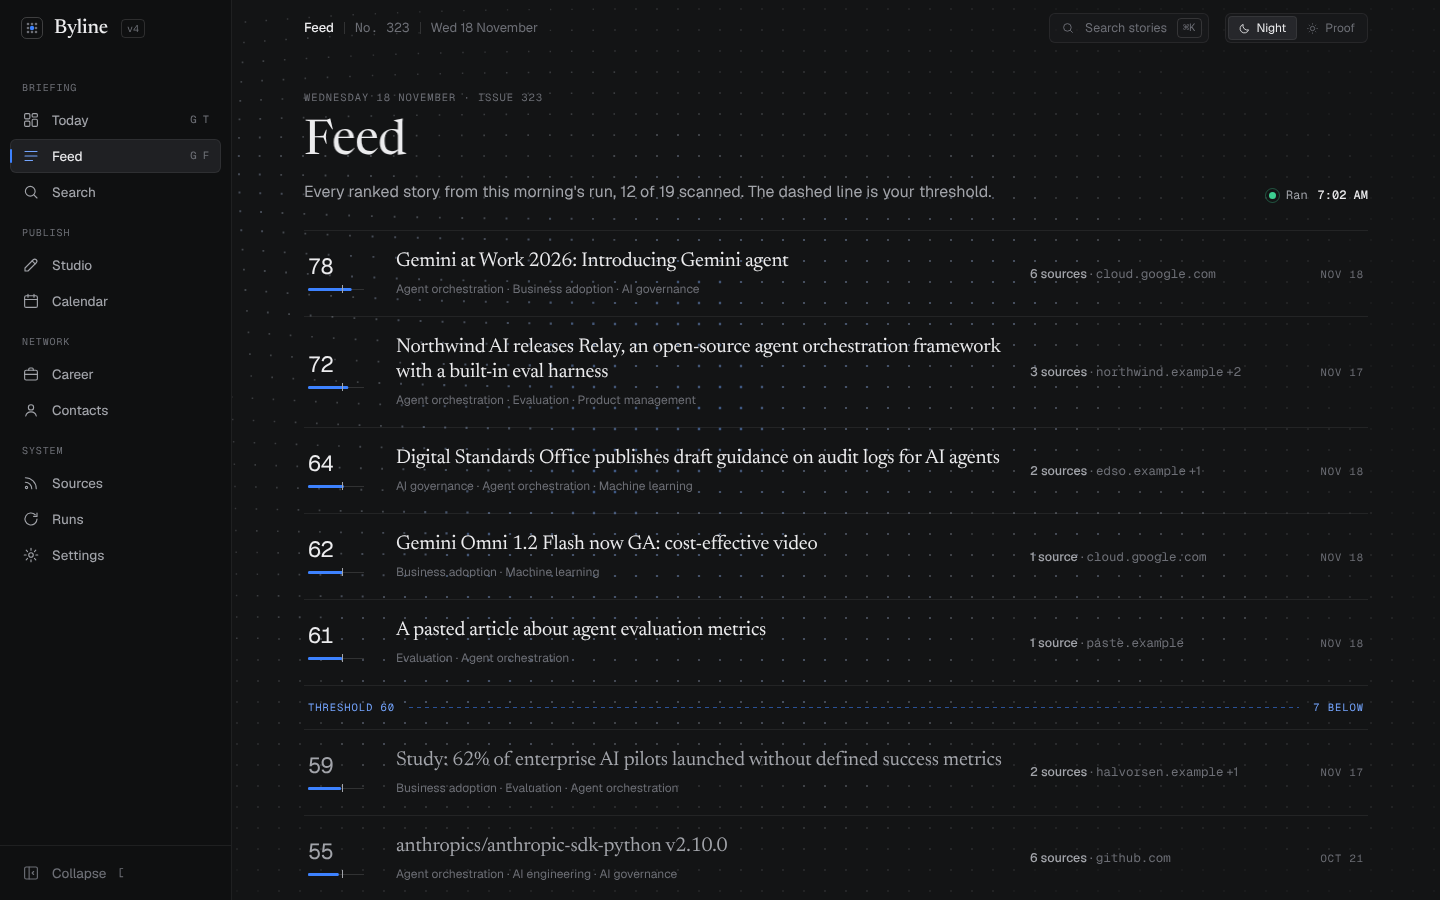 Byline v4
BRIEFING
Today G T
Feed G F
Search
PUBLISH
Studio
Calendar
NETWORK
Career
Contacts
SYSTEM
Sources
Runs
Settings
Collapse [
Feed No. 323 Wed 18 November
Search stories ⌘K
Night Proof
WEDNESDAY 18 NOVEMBER · ISSUE 323
Feed
Every ranked story from this morning's run, 12 of 19 scanned. The dashed line is your threshold.
Ran 7:02 AM
78
Gemini at Work 2026: Introducing Gemini agent
Agent orchestration · Business adoption · AI governance
6 sources · cloud.google.com
NOV 18
72
Northwind AI releases Relay, an open-source agent orchestration framework
with a built-in eval harness
Agent orchestration · Evaluation · Product management
3 sources · northwind.example +2
NOV 17
64
Digital Standards Office publishes draft guidance on audit logs for AI agents
AI governance · Agent orchestration · Machine learning
2 sources · edso.example +1
NOV 18
62
Gemini Omni 1.2 Flash now GA: cost-effective video
Business adoption · Machine learning
1 source · cloud.google.com
NOV 18
61
A pasted article about agent evaluation metrics
Evaluation · Agent orchestration
1 source · paste.example
NOV 18
THRESHOLD 60 7 BELOW
59
Study: 62% of enterprise AI pilots launched without defined success metrics
Business adoption · Evaluation · Agent orchestration
2 sources · halvorsen.example +1
NOV 17
55
anthropics/anthropic-sdk-python v2.10.0
Agent orchestration · AI engineering · AI governance
6 sources · github.com
OCT 21